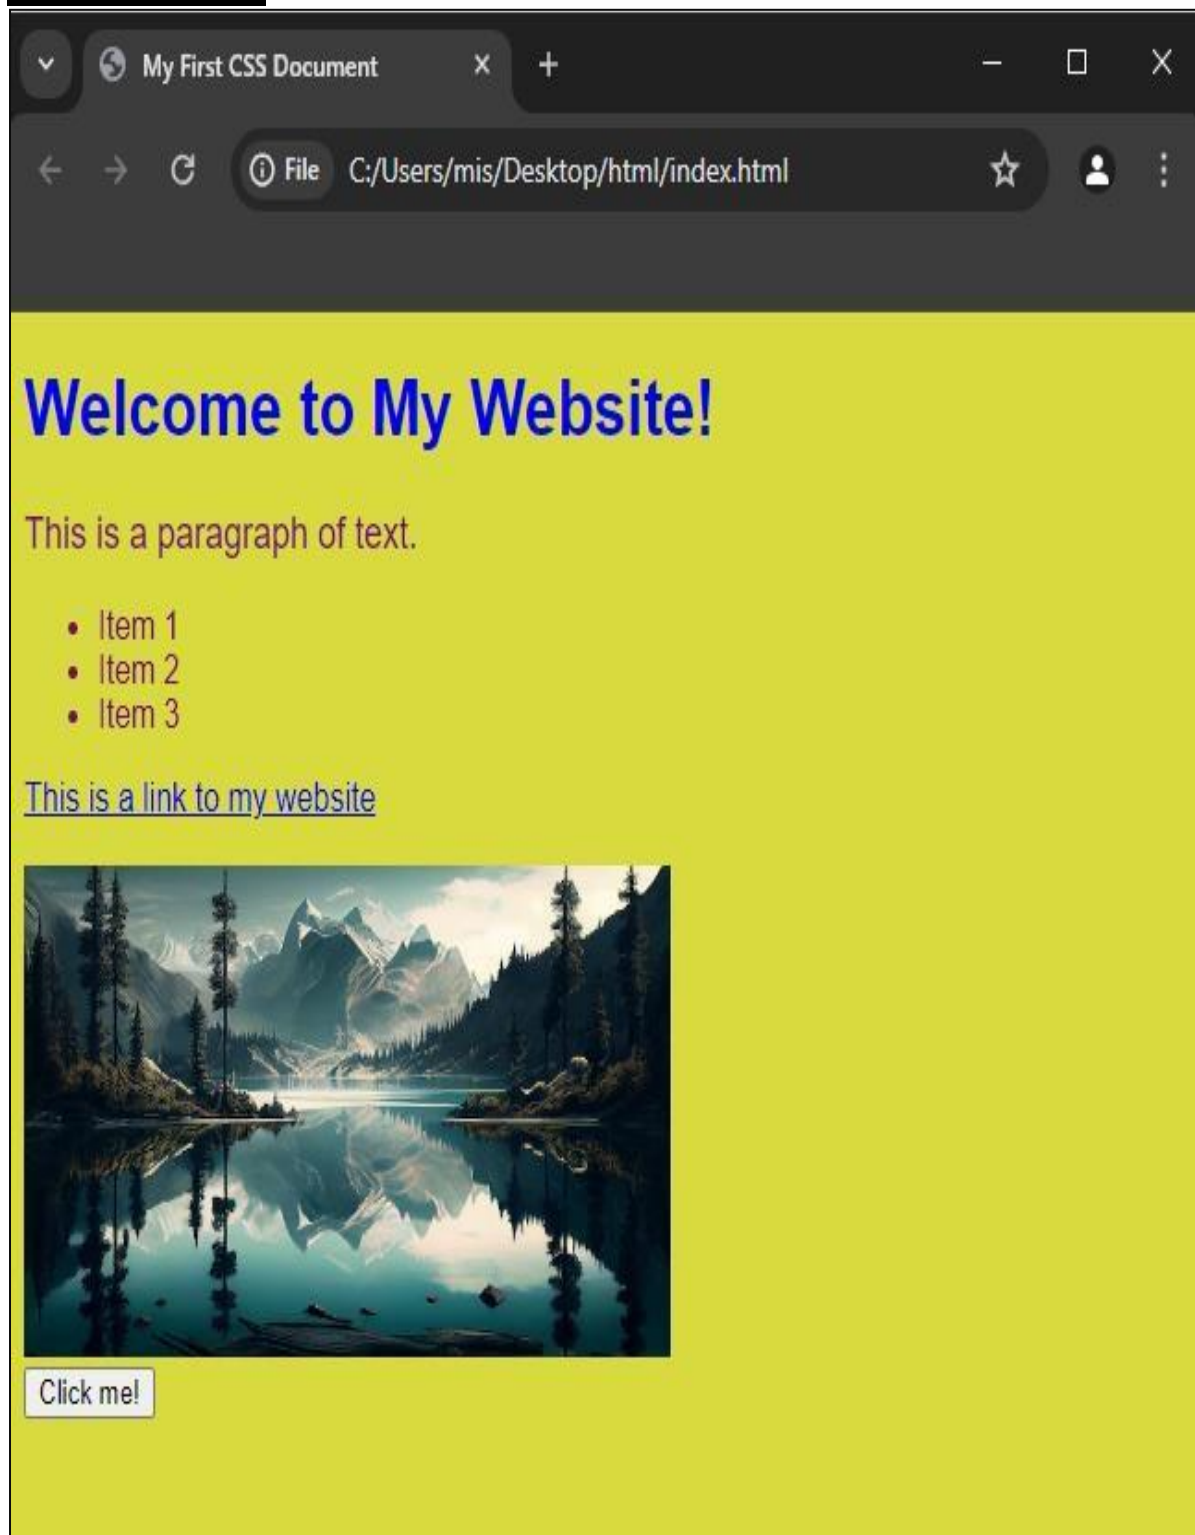 My First CSS Document
File C:/Users/mis/Desktop/html/index.html
Welcome to My Website!
This is a paragraph of text.
Item 1
Item 2
Item 3
This is a link to my website
Click me!